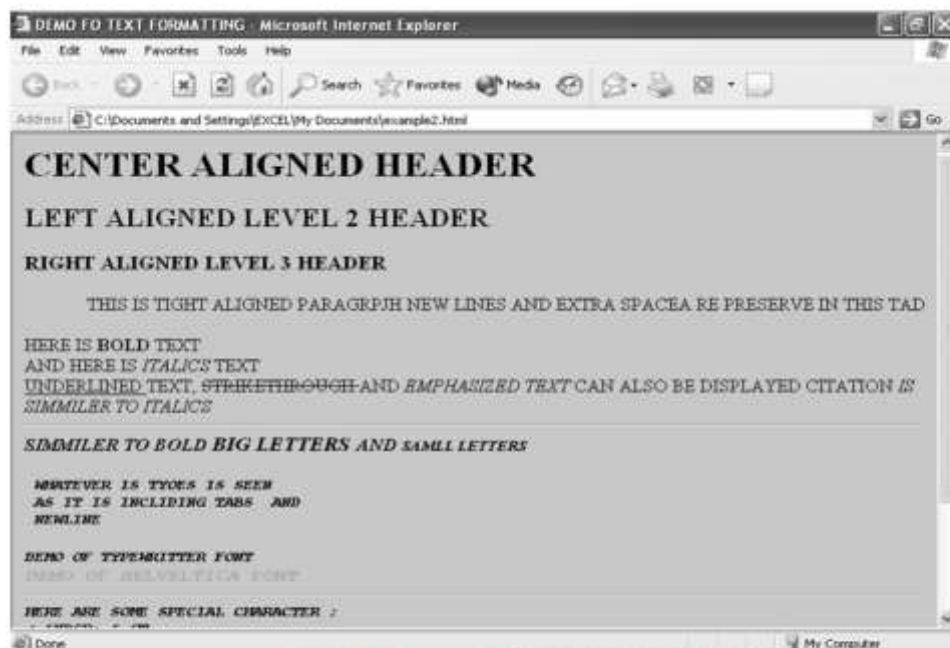 DEMO FO TEXT FORMATTING - Microsoft Internet Explorer
File Edit View Favorites Tools Help
Back Search Favorites Media
Address C:\Documents and Settings\EXCEL\My Documents\example2.html Go
CENTER ALIGNED HEADER
LEFT ALIGNED LEVEL 2 HEADER
RIGHT ALIGNED LEVEL 3 HEADER
THIS IS TIGHT ALIGNED PARAGRPJH NEW LINES AND EXTRA SPACEA RE PRESERVE IN THIS TAD
HERE IS BOLD TEXT
AND HERE IS ITALICS TEXT
UNDERLINED TEXT, STRIKETHROUGH AND EMPHASIZED TEXT CAN ALSO BE DISPLAYED CITATION IS
SIMMILER TO ITALICS
SIMMILER TO BOLD BIG LETTERS AND SAMLL LETTERS
WHATEVER IS TYOES IS SEEN
AS IT IS INCLIDING TABS AND
NEWLINE
DEMO OF TYPEWRITTER FONT
DEMO OF HELVELTICA FONT
HERE ARE SOME SPECIAL CHARACTER :
Done My Computer